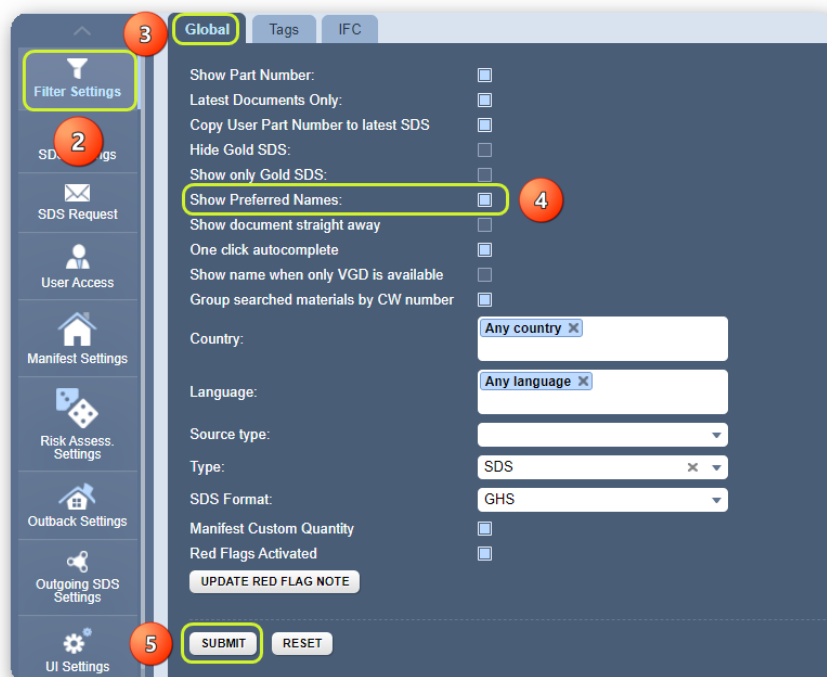 3
Global
Tags
IFC
Filter Settings
2
SDS
gs
SDS Request
User Access
Manifest Settings
Risk Assess.
Settings
Outback Settings
Outgoing SDS
Settings
UI Settings
Show Part Number:
Latest Documents Only:
Copy User Part Number to latest SDS
Hide Gold SDS:
Show only Gold SDS:
Show Preferred Names:
4
Show document straight away
One click autocomplete
Show name when only VGD is available
Group searched materials by CW number
Country:
Any country
Language:
Any language
Source type:
Type:
SDS
SDS Format:
GHS
Manifest Custom Quantity
Red Flags Activated
UPDATE RED FLAG NOTE
5
SUBMIT
RESET